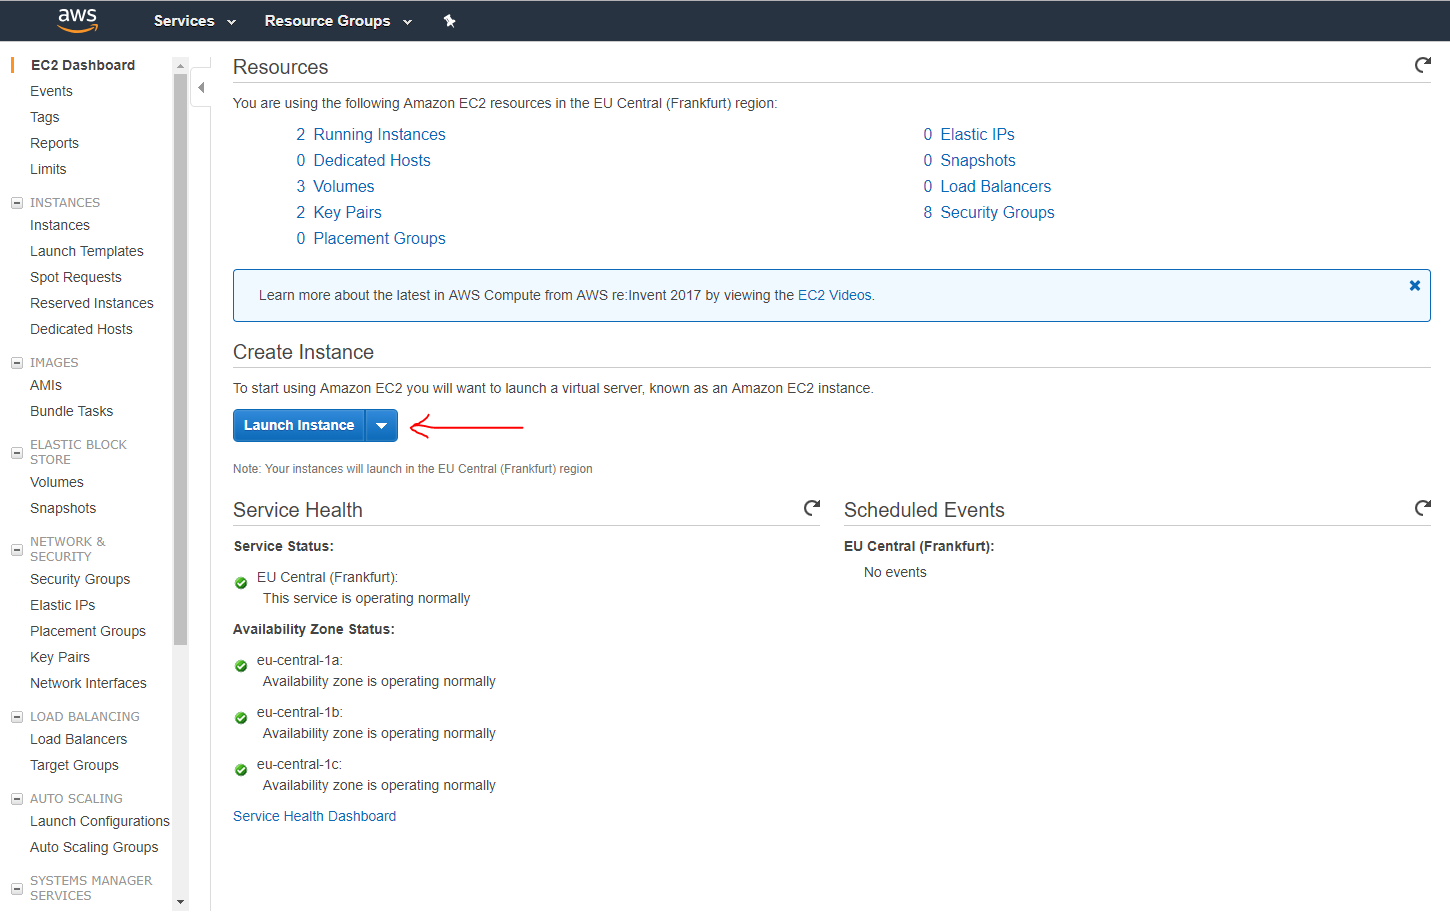 aws
Services
Resource Groups
EC2 Dashboard
Events
Tags
Reports
Limits
INSTANCES
Instances
Launch Templates
Spot Requests
Reserved Instances
Dedicated Hosts
IMAGES
AMIs
Bundle Tasks
ELASTIC BLOCK
STORE
Volumes
Snapshots
NETWORK &
SECURITY
Security Groups
Elastic IPs
Placement Groups
Key Pairs
Network Interfaces
LOAD BALANCING
Load Balancers
Target Groups
AUTO SCALING
Launch Configurations
Auto Scaling Groups
SYSTEMS MANAGER
SERVICES
Resources
You are using the following Amazon EC2 resources in the EU Central (Frankfurt) region:
2 Running Instances
0 Dedicated Hosts
3 Volumes
2 Key Pairs
0 Placement Groups
0 Elastic IPs
0 Snapshots
0 Load Balancers
8 Security Groups
Learn more about the latest in AWS Compute from AWS re:Invent 2017 by viewing the EC2 Videos.
Create Instance
To start using Amazon EC2 you will want to launch a virtual server, known as an Amazon EC2 instance.
Launch Instance
Note: Your instances will launch in the EU Central (Frankfurt) region
Service Health
Service Status:
EU Central (Frankfurt):
This service is operating normally
Availability Zone Status:
eu-central-1a:
Availability zone is operating normally
eu-central-1b:
Availability zone is operating normally
eu-central-1c:
Availability zone is operating normally
Service Health Dashboard
Scheduled Events
EU Central (Frankfurt):
No events